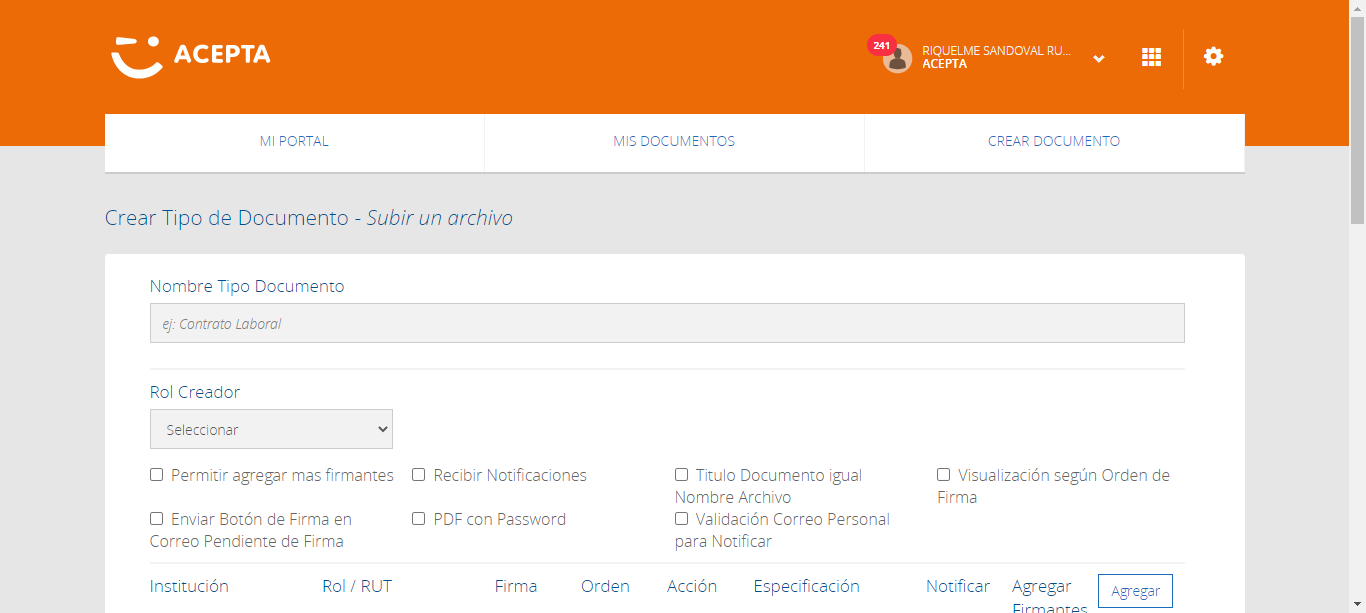 ACEPTA
241
RIQUELME SANDOVAL RU...
ACEPTA
MI PORTAL
MIS DOCUMENTOS
CREAR DOCUMENTO
Crear Tipo de Documento - Subir un archivo
Nombre Tipo Documento
ej: Contrato Laboral
Rol Creador
Seleccionar
Permitir agregar mas firmantes
Recibir Notificaciones
Titulo Documento igual
Nombre Archivo
Visualización según Orden de
Firma
Enviar Botón de Firma en
Correo Pendiente de Firma
PDF con Password
Validación Correo Personal
para Notificar
Institución
Rol / RUT
Firma
Orden
Acción
Especificación
Notificar
Agregar
Firmantes
Agregar